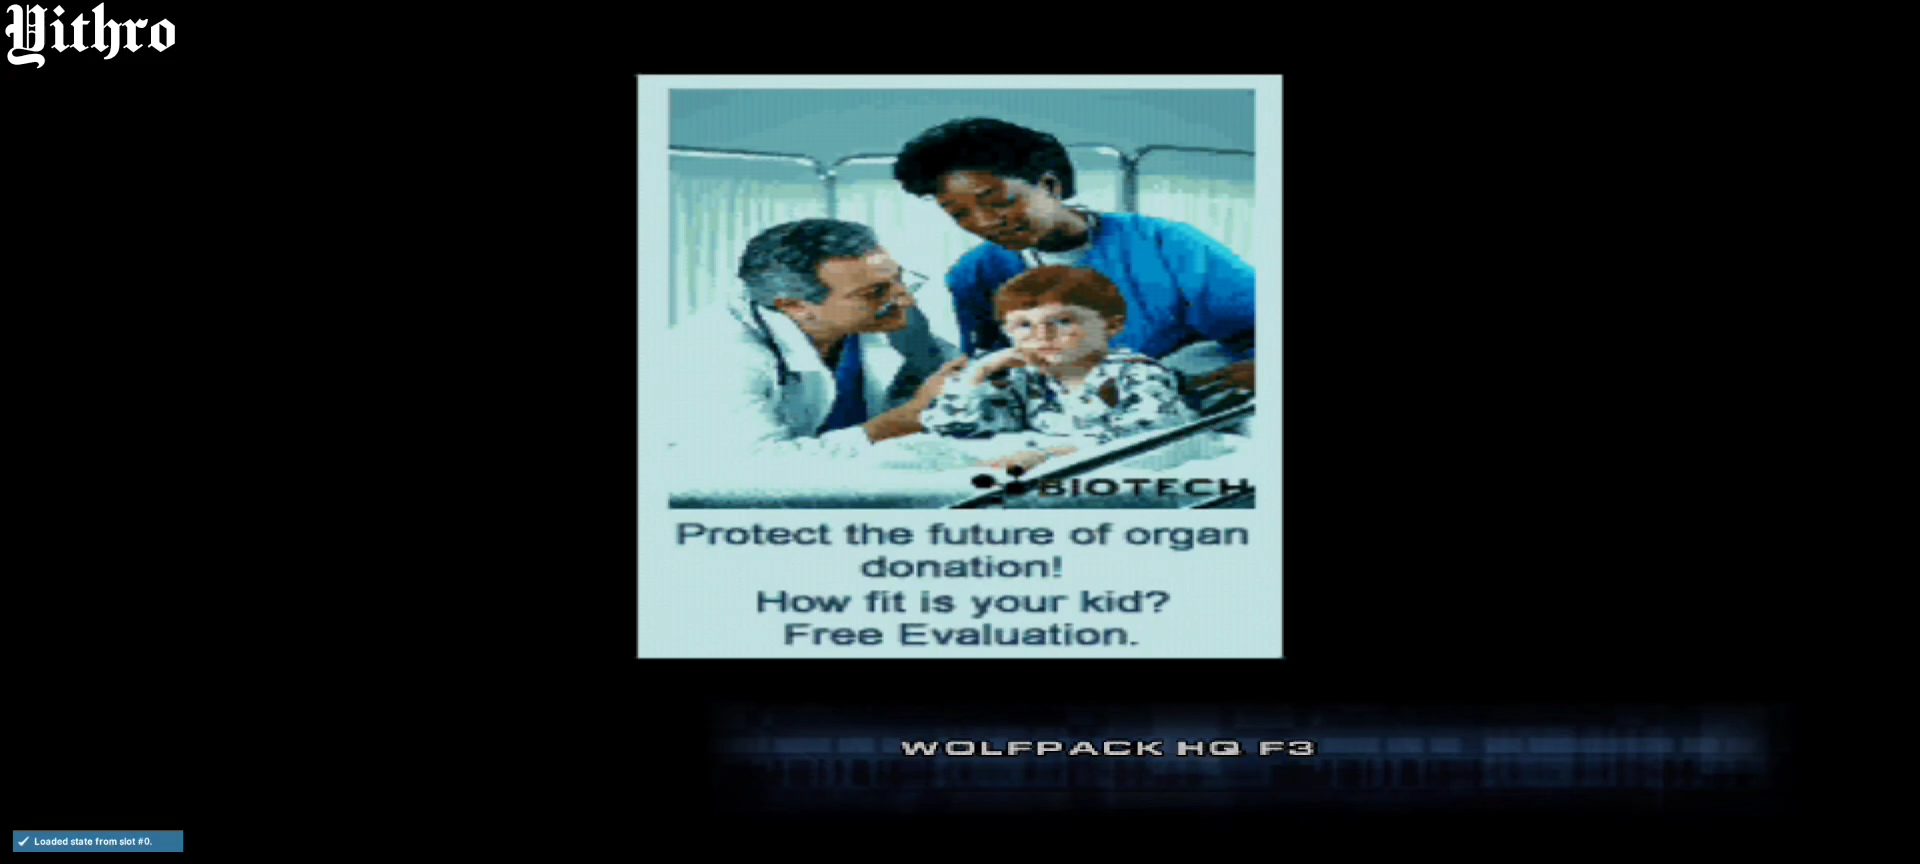 Yithro
BIOTECH
Protect the future of organ
donation!
How fit is your kid?
Free Evaluation.
WOLFPACK HQ F3
Loaded state from slot #0.